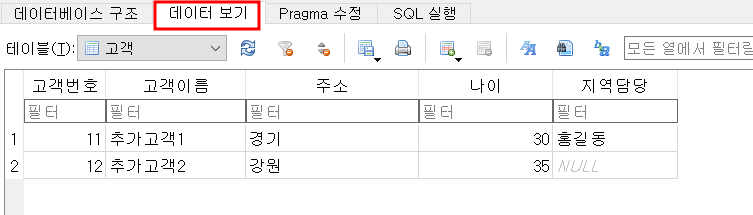 데이터베이스 구조 데이터 보기 Pragma 수정 SQL 실행
테이블(T): 고객 모든 열에서 필터링
고객번호 고객이름 주소 나이 지역담당
필터 필터 필터 필터 필터
1 11 추가고객1 경기 30 홍길동
2 12 추가고객2 강원 35 NULL